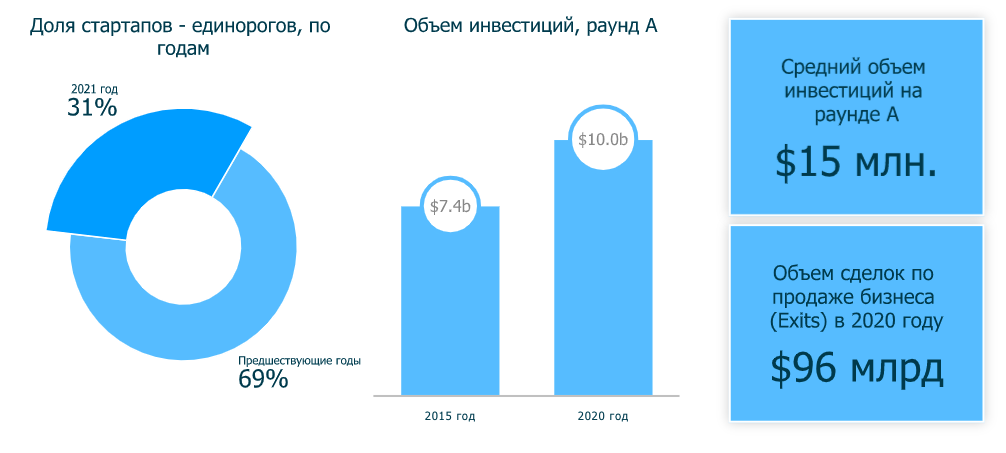 Доля стартапов - единорогов, по
годам
2021 год
31%
Предшествующие годы
69%
Объем инвестиций, раунд А
$7.4b
$10.0b
2015 год
2020 год
Средний объем
инвестиций на
раунде А
$15 млн.
Объем сделок по
продаже бизнеса
(Exits) в 2020 году
$96 млрд